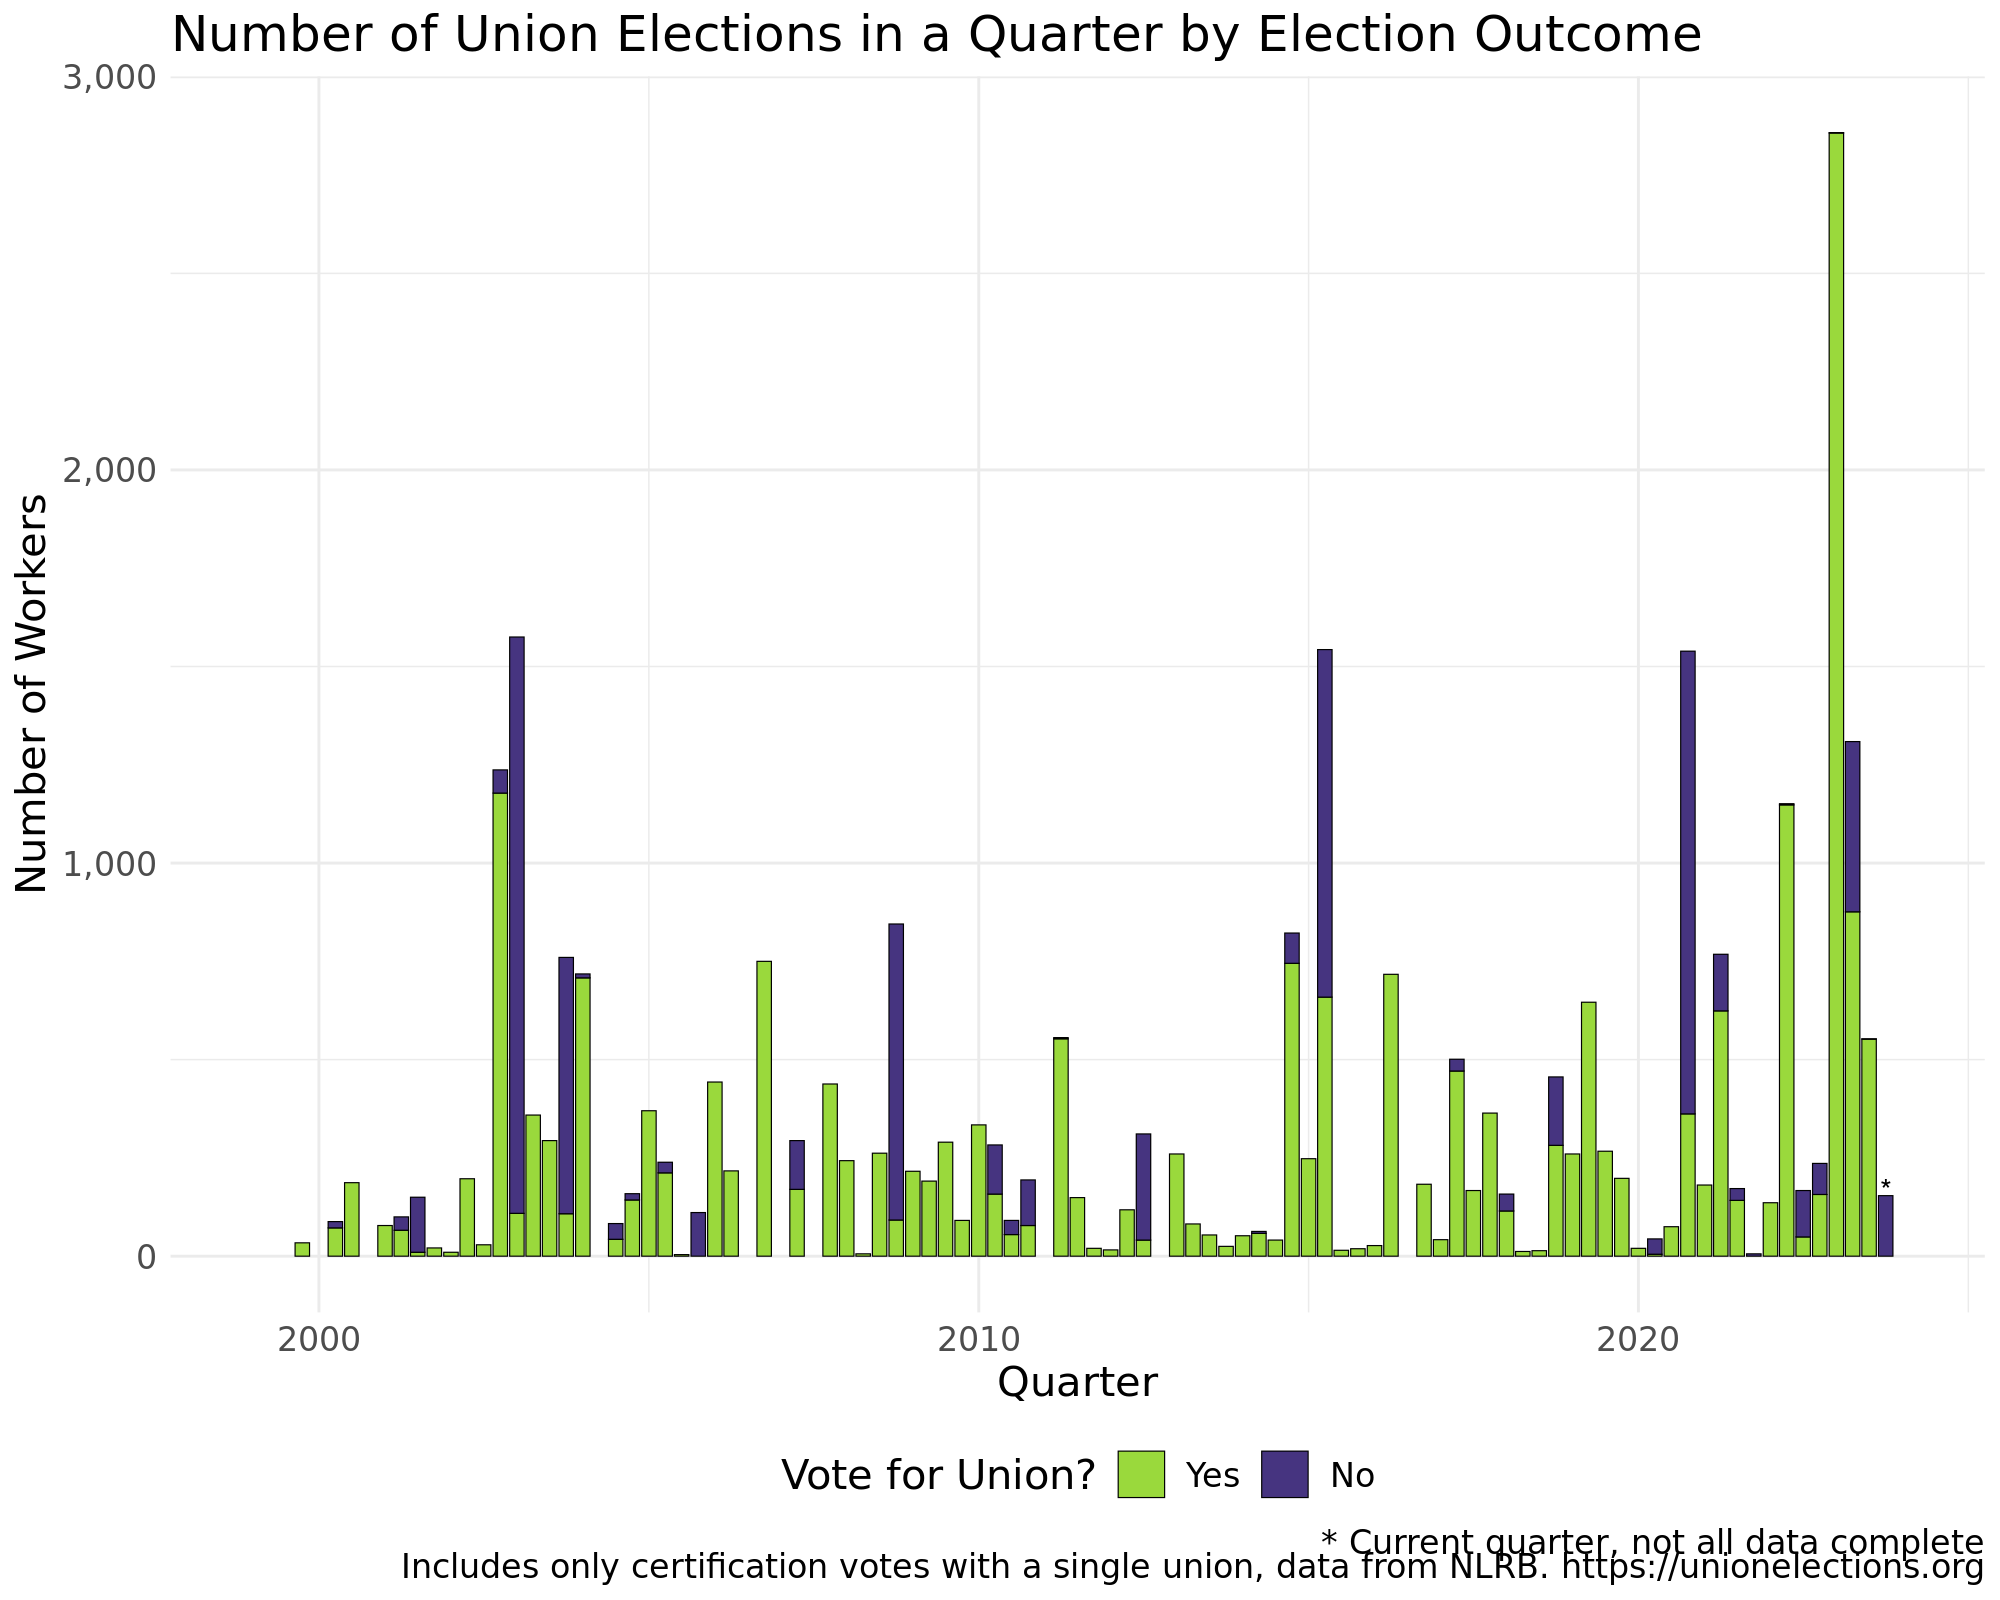 Number of Union Elections in a Quarter by Election Outcome
3,000
2,000
1,000
0
Number of Workers
*
2000
2010
2020
Quarter
Vote for Union?
Yes
No
* Current quarter, not all data complete
Includes only certification votes with a single union, data from NLRB. https://unionelections.org